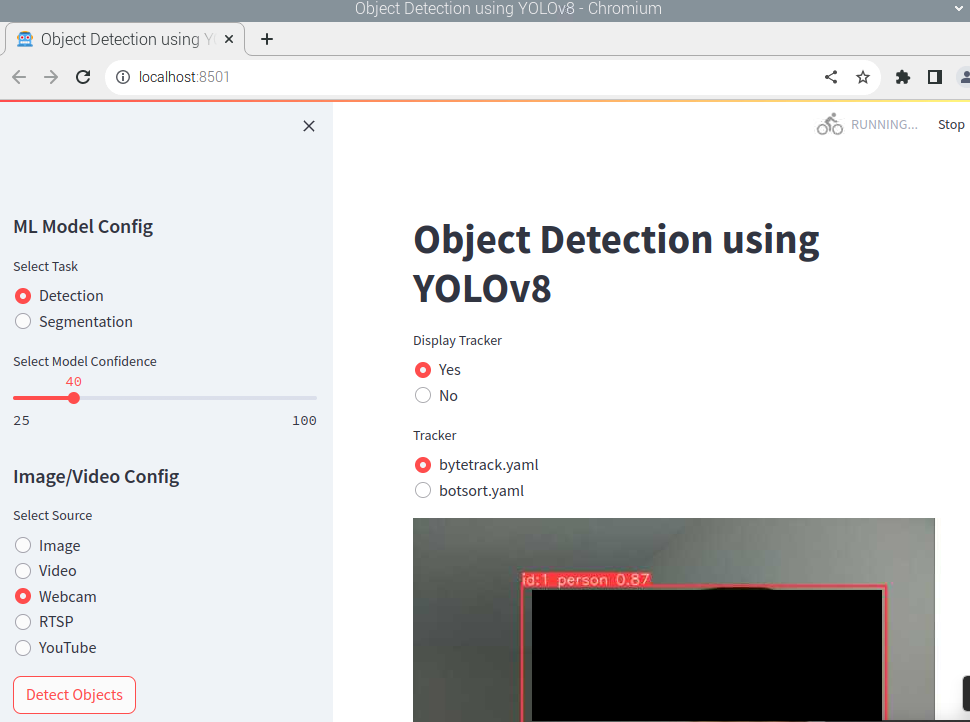 Object Detection using YOLOv8 - Chromium
Object Detection using
localhost:8501
RUNNING...
Stop
ML Model Config
Select Task
Detection
Segmentation
Select Model Confidence
40
25
100
Image/Video Config
Select Source
Image
Video
Webcam
RTSP
YouTube
Detect Objects
Object Detection using
YOLOv8
Display Tracker
Yes
No
Tracker
bytetrack.yaml
botsort.yaml
id:1 person 0.87